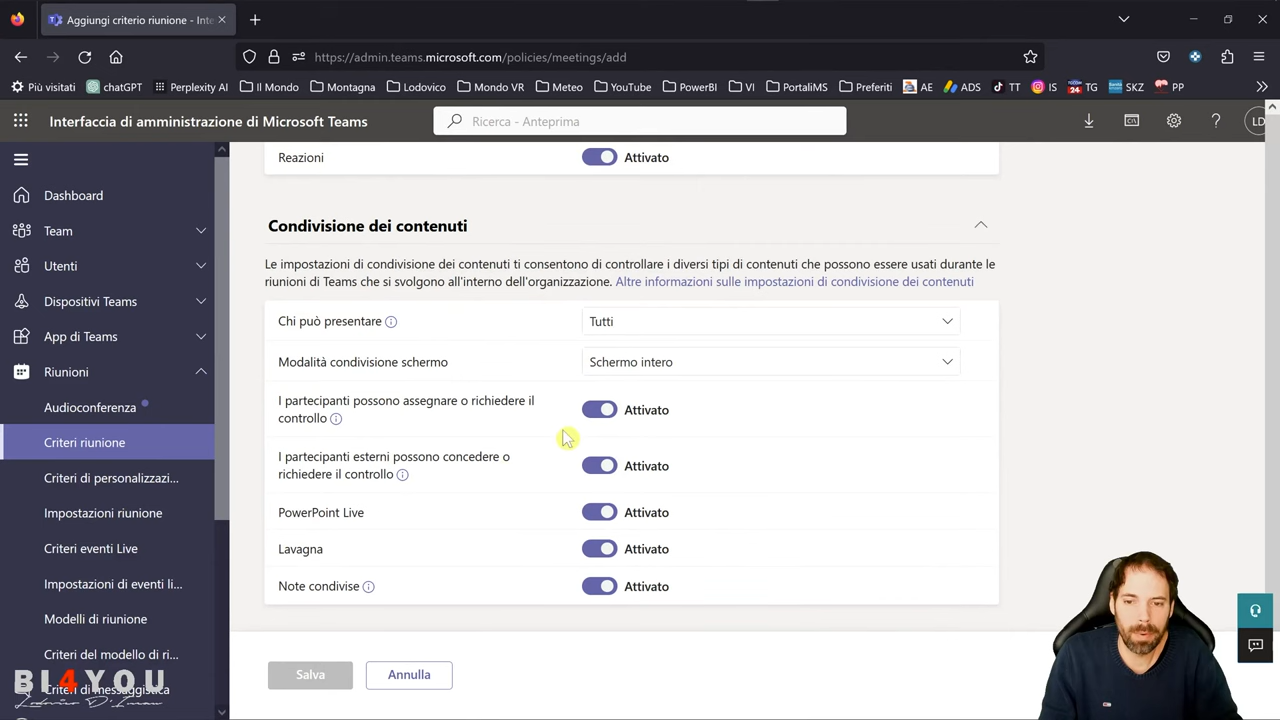 Aggiungi criterio riunione - Inte
https://admin.teams.microsoft.com/policies/meetings/add
Più visitati
chatGPT
Perplexity AI
Il Mondo
Montagna
Lodovico
Mondo VR
Meteo
YouTube
PowerBI
VI
PortaliMS
Preferiti
AE
ADS
TT
IS
TG
SKZ
PP
Interfaccia di amministrazione di Microsoft Teams
Ricerca - Anteprima
LD
Dashboard
Team
Utenti
Dispositivi Teams
App di Teams
Riunioni
Audioconferenza
Criteri riunione
Criteri di personalizzazi...
Impostazioni riunione
Criteri eventi Live
Impostazioni di eventi li...
Modelli di riunione
Criteri del modello di ri...
Criteri di messaggistica
BI4YOU
Reazioni
Attivato
Condivisione dei contenuti
Le impostazioni di condivisione dei contenuti ti consentono di controllare i diversi tipi di contenuti che possono essere usati durante le
riunioni di Teams che si svolgono all'interno dell'organizzazione. Altre informazioni sulle impostazioni di condivisione dei contenuti
Chi può presentare
Tutti
Modalità condivisione schermo
Schermo intero
I partecipanti possono assegnare o richiedere il
controllo
Attivato
I partecipanti esterni possono concedere o
richiedere il controllo
Attivato
PowerPoint Live
Attivato
Lavagna
Attivato
Note condivise
Attivato
Salva
Annulla